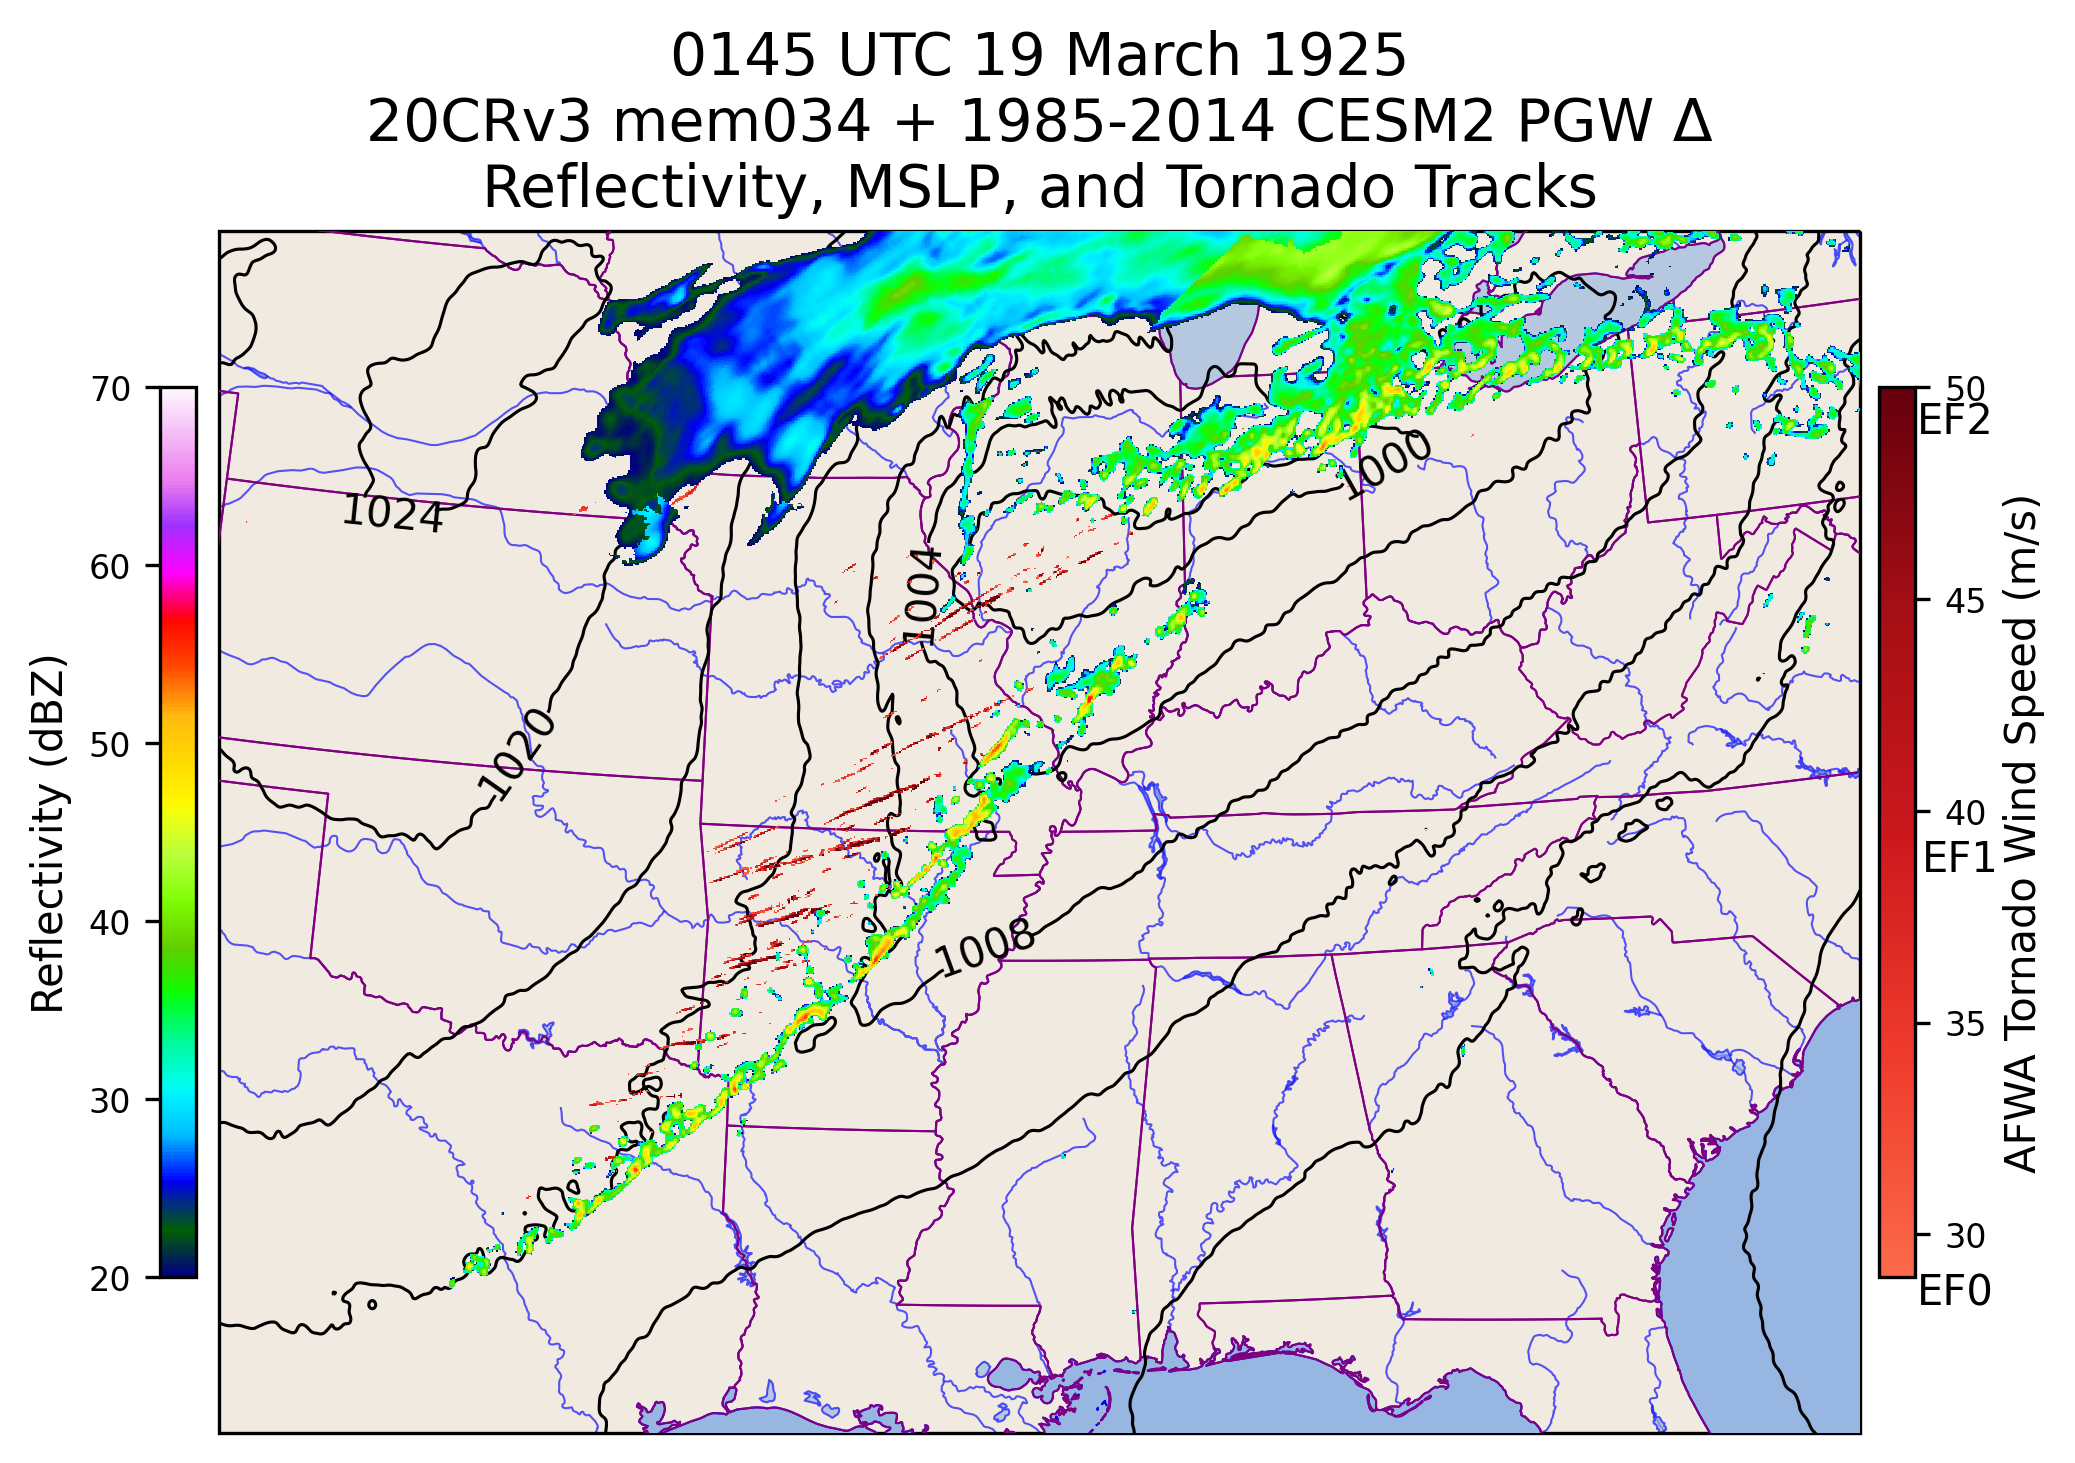 0145 UTC 19 March 1925
20CRv3 mem034 + 1985-2014 CESM2 PGW Δ
Reflectivity, MSLP, and Tornado Tracks
Reflectivity (dBZ)
70
60
50
40
30
20
1024
1020
1004
1000
1008
50
EF2
45
40
EF1
35
30
EF0
AFWA Tornado Wind Speed (m/s)